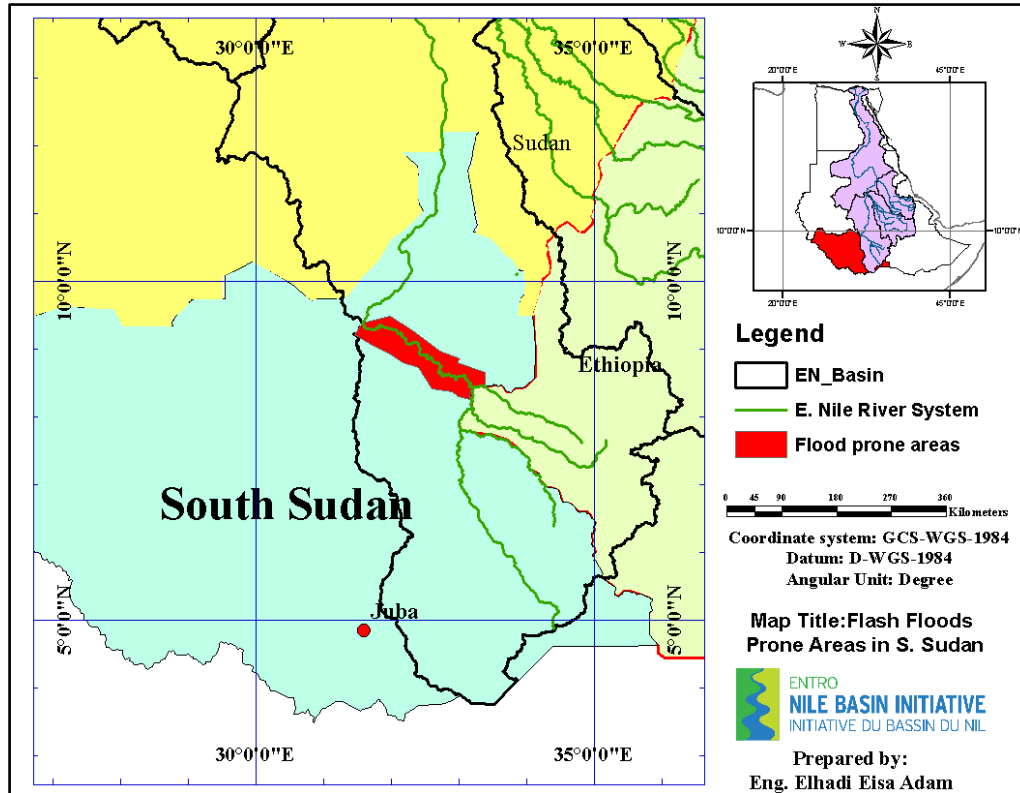 30°0'0"E
35°0'0"E
Sudan
10°0'0"N
10°0'0"N
Ethiopia
South Sudan
Juba
5°0'0"N
5°0'0"N
30°0'0"E
35°0'0"E
N
W
E
S
20°0'0"E
45°0'0"E
10°0'0"N
10°0'0"N
20°0'0"E
45°0'0"E
Legend
EN_Basin
E. Nile River System
Flood prone areas
0 45 90 180 270 360
Kilometers
Coordinate system: GCS-WGS-1984
Datum: D-WGS-1984
Angular Unit: Degree
Map Title:Flash Floods
Prone Areas in S. Sudan
ENTRO
NILE BASIN INITIATIVE
INITIATIVE DU BASSIN DU NIL
Prepared by:
Eng. Elhadi Eisa Adam